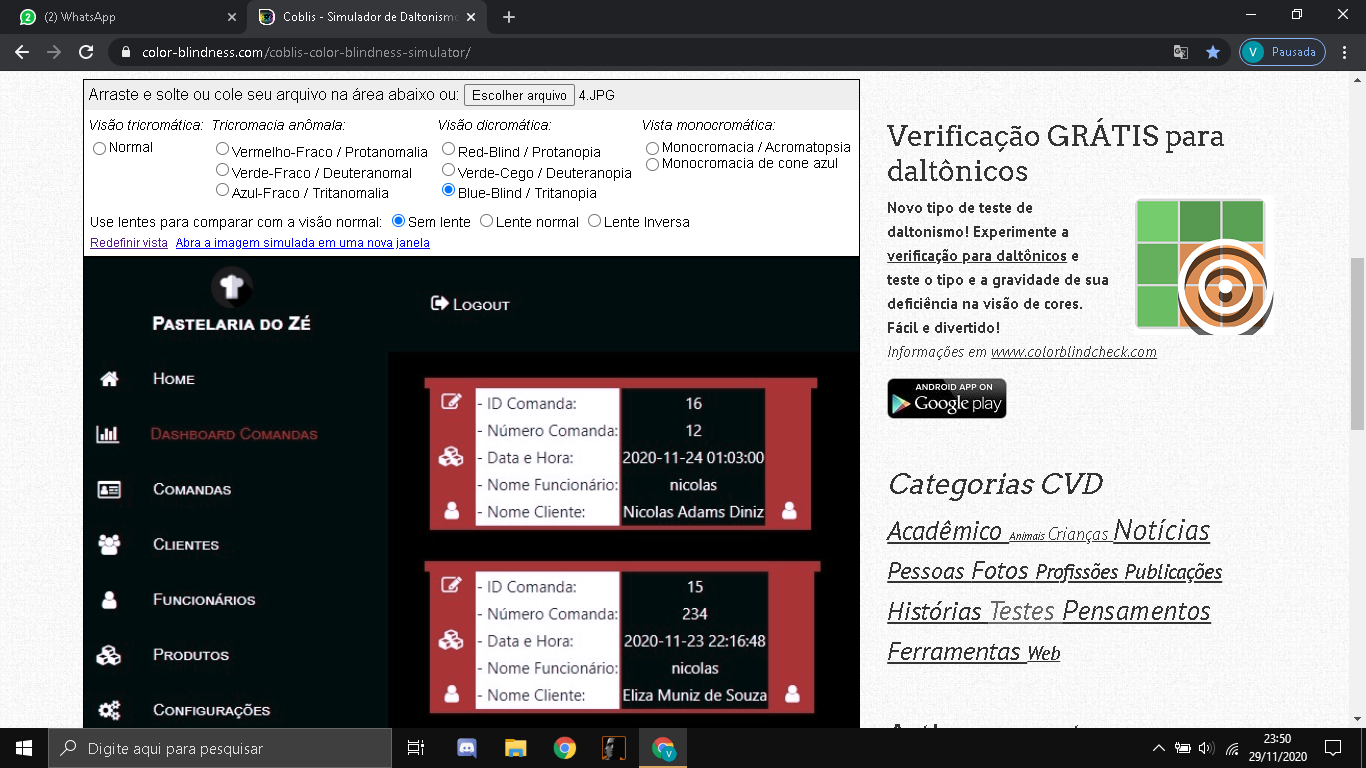 (2) WhatsApp
Coblis - Simulador de Daltonismo
color-blindness.com/coblis-color-blindness-simulator/
V Pausada
Arraste e solte ou cole seu arquivo na área abaixo ou: Escolher arquivo 4.JPG
Visão tricromática: Tricromacia anômala: Visão dicromática: Vista monocromática:
Normal Vermelho-Fraco / Protanomalia Red-Blind / Protanopia Monocromacia / Acromatopsia
Verde-Fraco / Deuteranomal Verde-Cego / Deuteranopia Monocromacia de cone azul
Azul-Fraco / Tritanomalia Blue-Blind / Tritanopia
Use lentes para comparar com a visão normal: Sem lente Lente normal Lente Inversa
Redefinir vista Abra a imagem simulada em uma nova janela
Pastelaria do Zé
Logout
Home
Dashboard Comandas
Comandas
Clientes
Funcionários
Produtos
Configurações
- ID Comanda: 16
- Número Comanda: 12
- Data e Hora: 2020-11-24 01:03:00
- Nome Funcionário: nicolas
- Nome Cliente: Nicolas Adams Diniz
- ID Comanda: 15
- Número Comanda: 234
- Data e Hora: 2020-11-23 22:16:48
- Nome Funcionário: nicolas
- Nome Cliente: Eliza Muniz de Souza
Verificação GRÁTIS para
daltônicos
Novo tipo de teste de
daltonismo! Experimente a
verificação para daltônicos e
teste o tipo e a gravidade de sua
deficiência na visão de cores.
Fácil e divertido!
Informações em www.colorblindcheck.com
ANDROID APP ON
Google play
Categorias CVD
Acadêmico Animais Crianças Notícias
Pessoas Fotos Profissões Publicações
Histórias Testes Pensamentos
Ferramentas Web
Digite aqui para pesquisar
23:50
29/11/2020